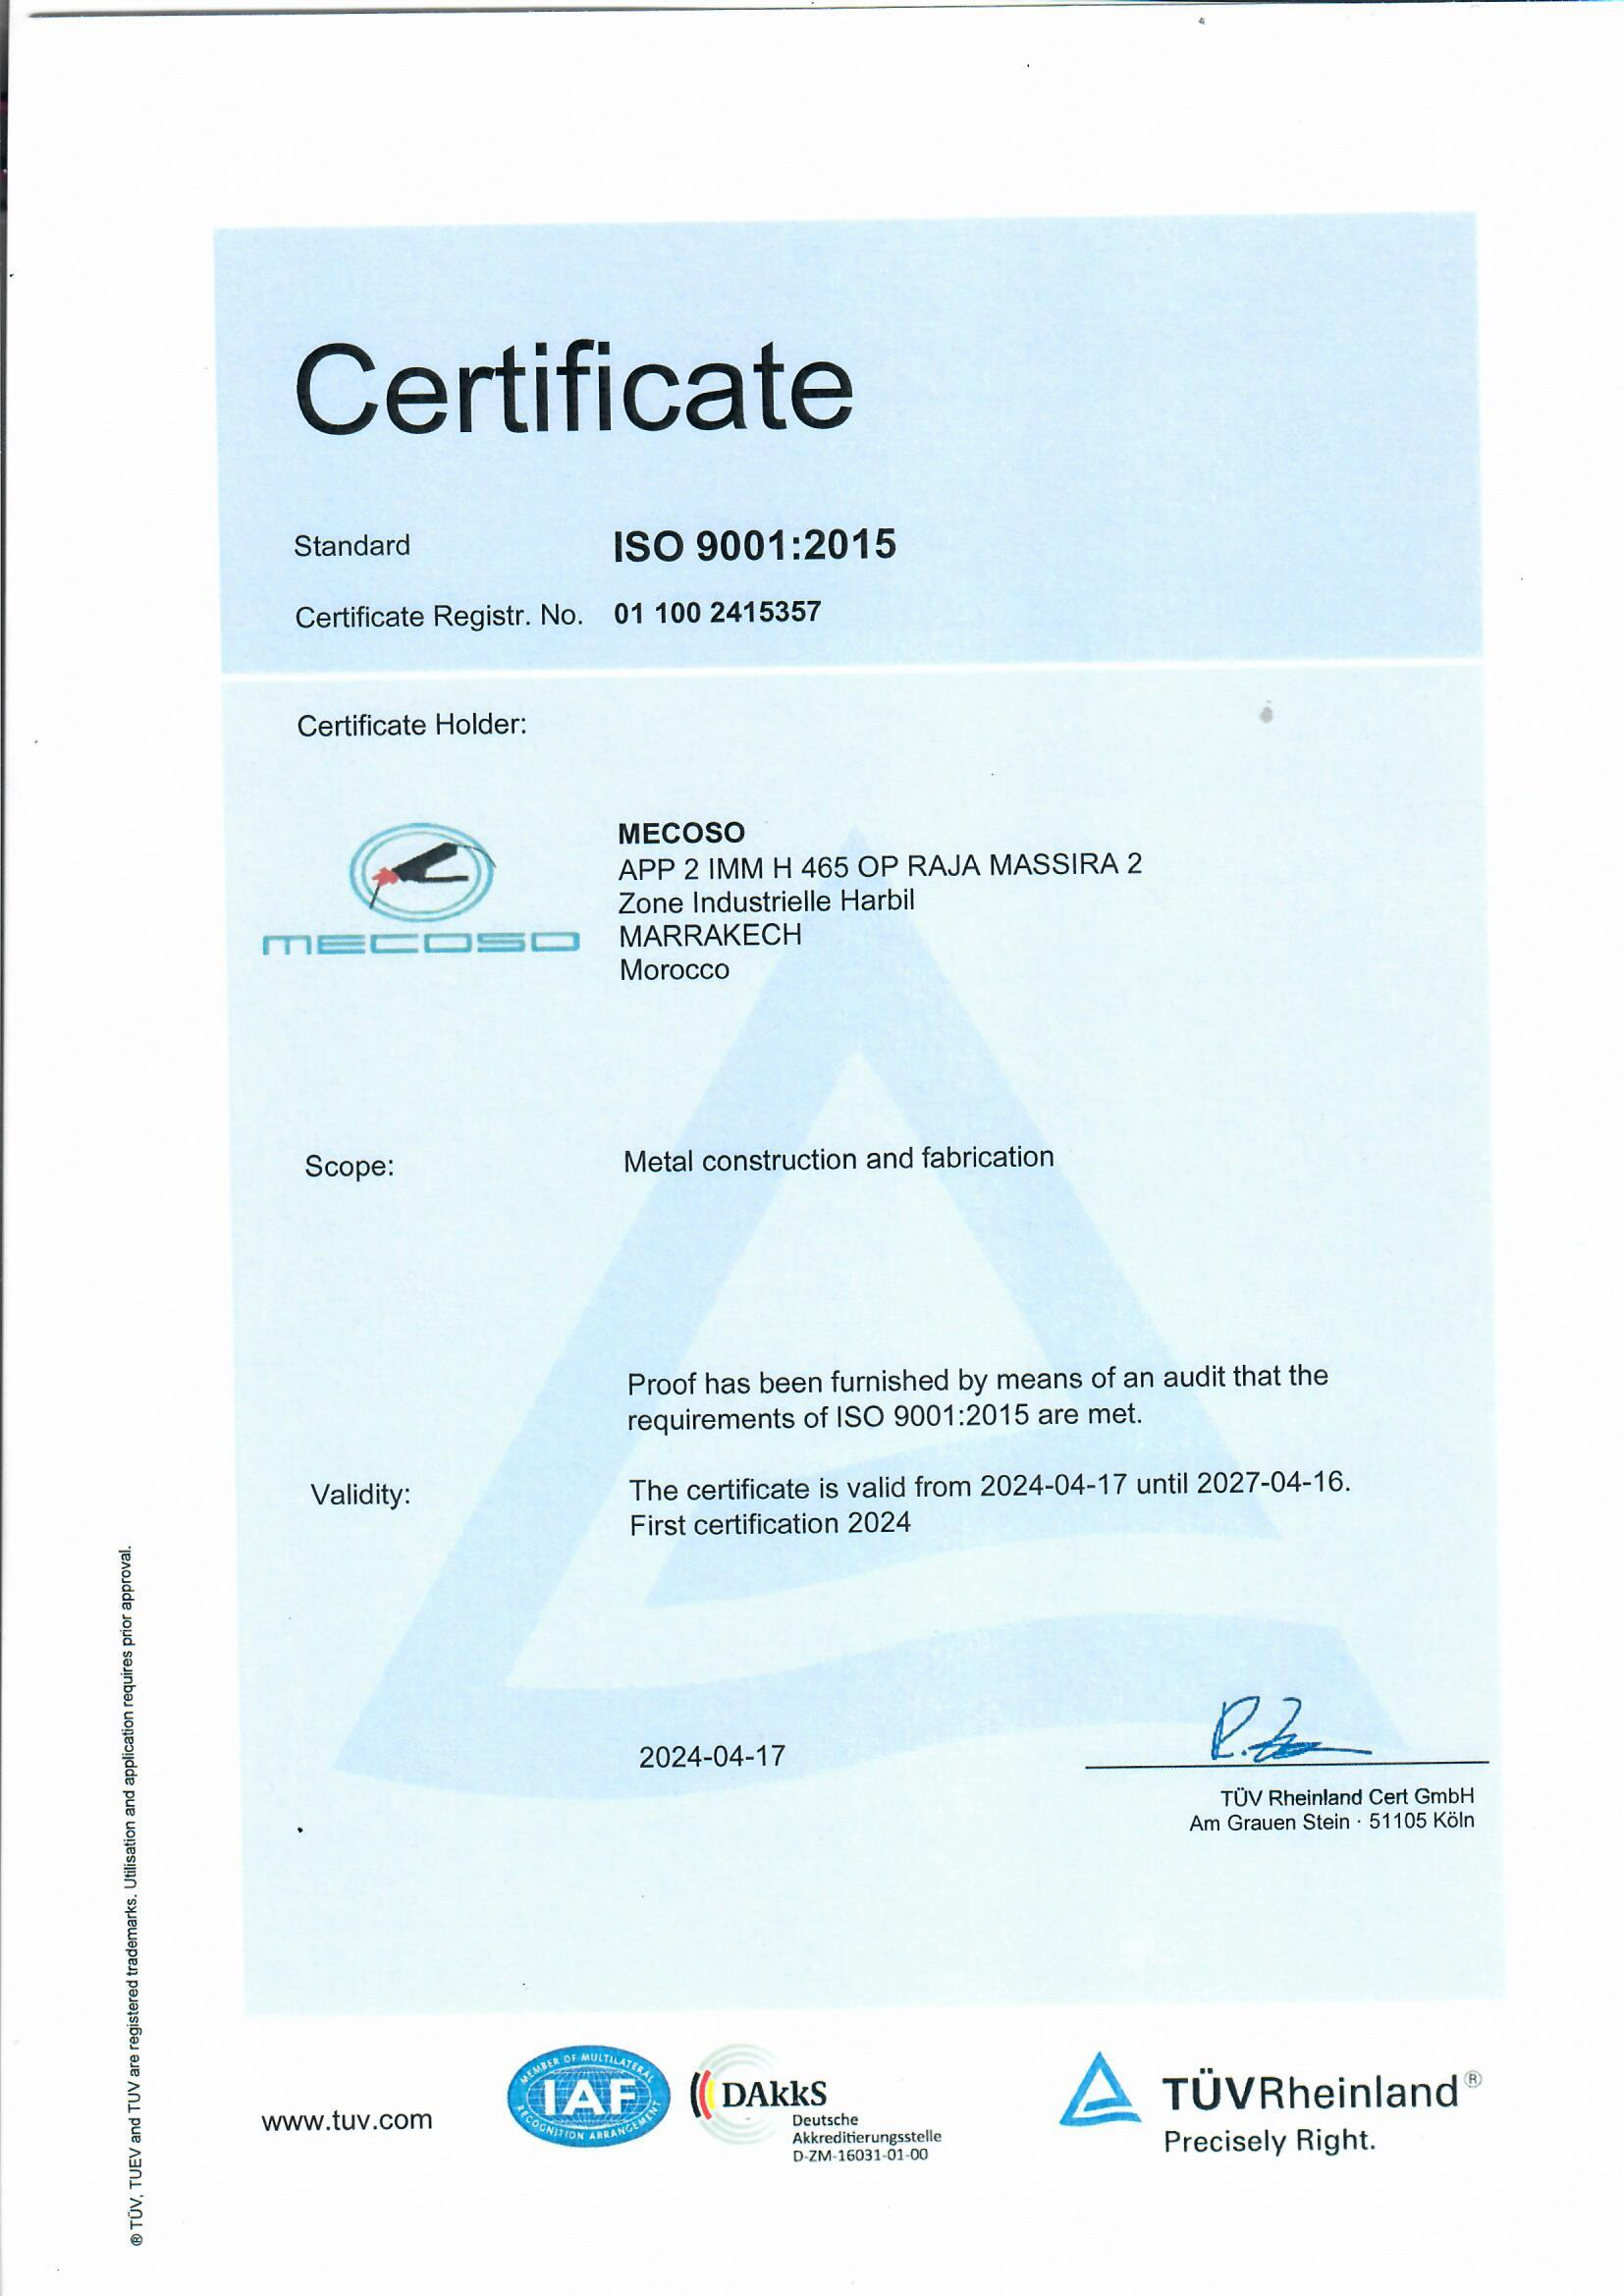 Certificate
Standard ISO 9001:2015
Certificate Registr. No. 01 100 2415357
Certificate Holder:
MECOSO
MECOSO
APP 2 IMM H 465 OP RAJA MASSIRA 2
Zone Industrielle Harbil
MARRAKECH
Morocco
Scope: Metal construction and fabrication
Proof has been furnished by means of an audit that the
requirements of ISO 9001:2015 are met.
Validity: The certificate is valid from 2024-04-17 until 2027-04-16.
First certification 2024
2024-04-17
TÜV Rheinland Cert GmbH
Am Grauen Stein · 51105 Köln
® TÜV, TUEV and TUV are registered trademarks. Utilisation and application requires prior approval.
www.tuv.com
MEMBER OF MULTILATERAL
IAF
RECOGNITION ARRANGEMENT
DAkkS
Deutsche
Akkreditierungsstelle
D-ZM-16031-01-00
TÜVRheinland®
Precisely Right.